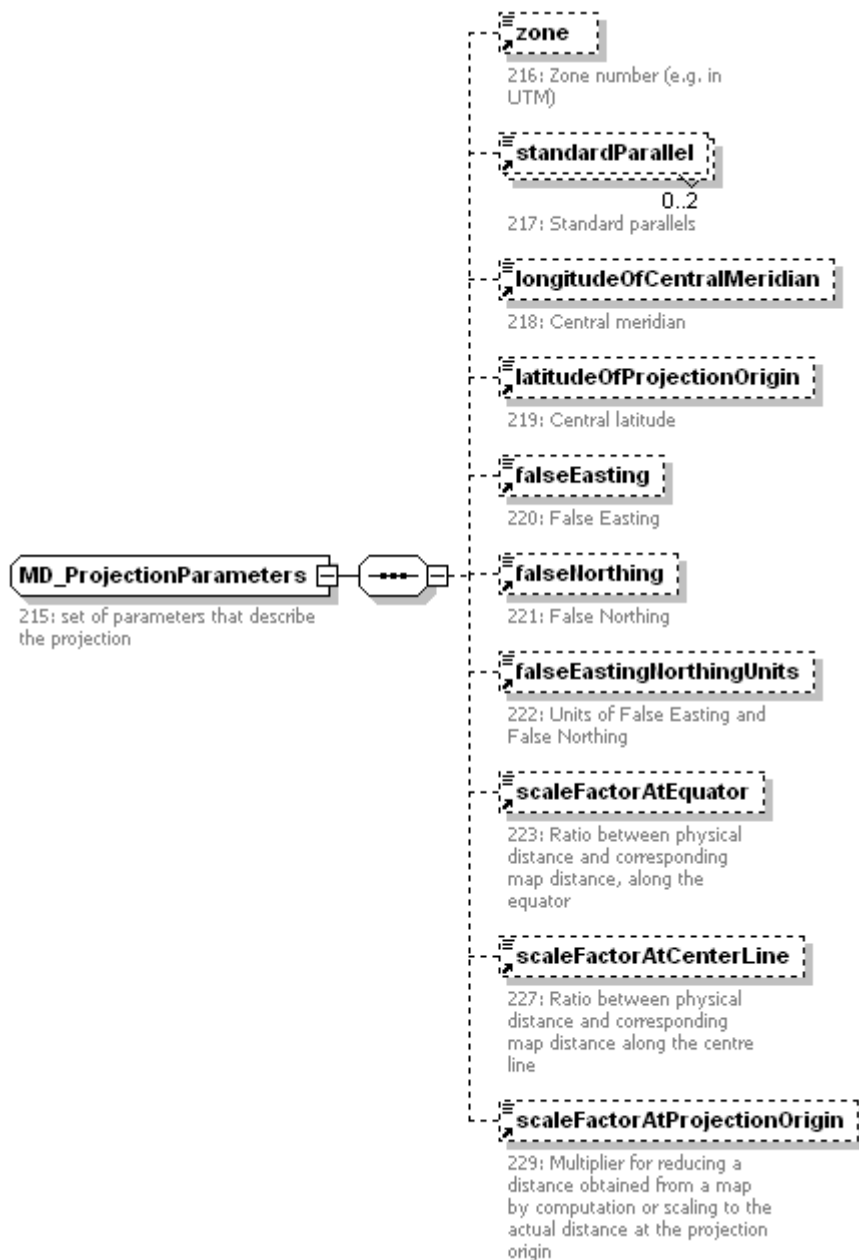 zone
216: Zone number (e.g. in
UTM)
standardParallel
0..2
217: Standard parallels
longitudeOfCentralMeridian
218: Central meridian
latitudeOfProjectionOrigin
219: Central latitude
falseEasting
220: False Easting
MD_ProjectionParameters
215: set of parameters that describe
the projection
falseNorthing
221: False Northing
falseEastingNorthingUnits
222: Units of False Easting and
False Northing
scaleFactorAtEquator
223: Ratio between physical
distance and corresponding
map distance, along the
equator
scaleFactorAtCenterLine
227: Ratio between physical
distance and corresponding
map distance along the centre
line
scaleFactorAtProjectionOrigin
229: Multiplier for reducing a
distance obtained from a map
by computation or scaling to the
actual distance at the projection
origin